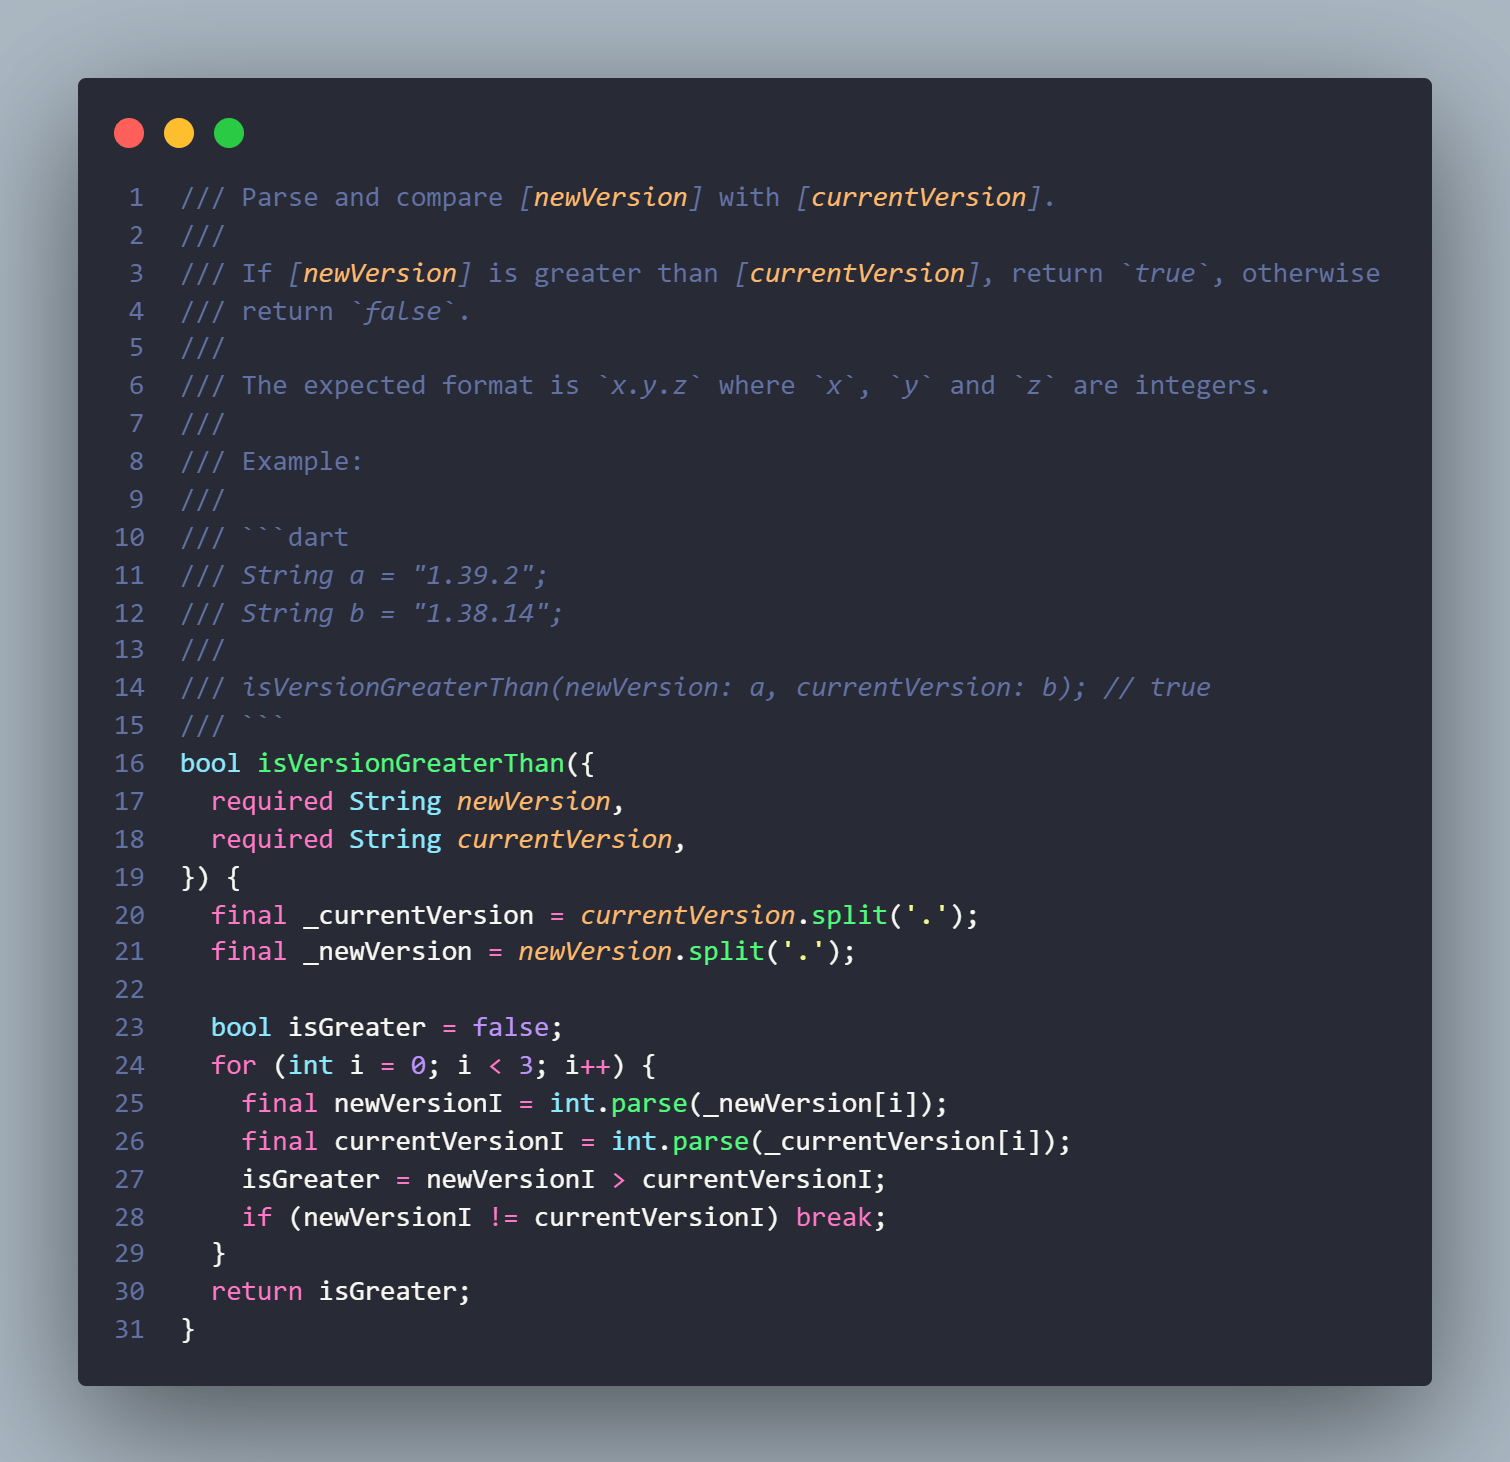 1 /// Parse and compare [newVersion] with [currentVersion].
2 ///
3 /// If [newVersion] is greater than [currentVersion], return `true`, otherwise
4 /// return `false`.
5 ///
6 /// The expected format is `x.y.z` where `x`, `y` and `z` are integers.
7 ///
8 /// Example:
9 ///
10 /// ```dart
11 /// String a = "1.39.2";
12 /// String b = "1.38.14";
13 ///
14 /// isVersionGreaterThan(newVersion: a, currentVersion: b); // true
15 /// ```
16 bool isVersionGreaterThan({
17   required String newVersion,
18   required String currentVersion,
19 }) {
20   final _currentVersion = currentVersion.split('.');
21   final _newVersion = newVersion.split('.');
22
23   bool isGreater = false;
24   for (int i = 0; i < 3; i++) {
25     final newVersionI = int.parse(_newVersion[i]);
26     final currentVersionI = int.parse(_currentVersion[i]);
27     isGreater = newVersionI > currentVersionI;
28     if (newVersionI != currentVersionI) break;
29   }
30   return isGreater;
31 }